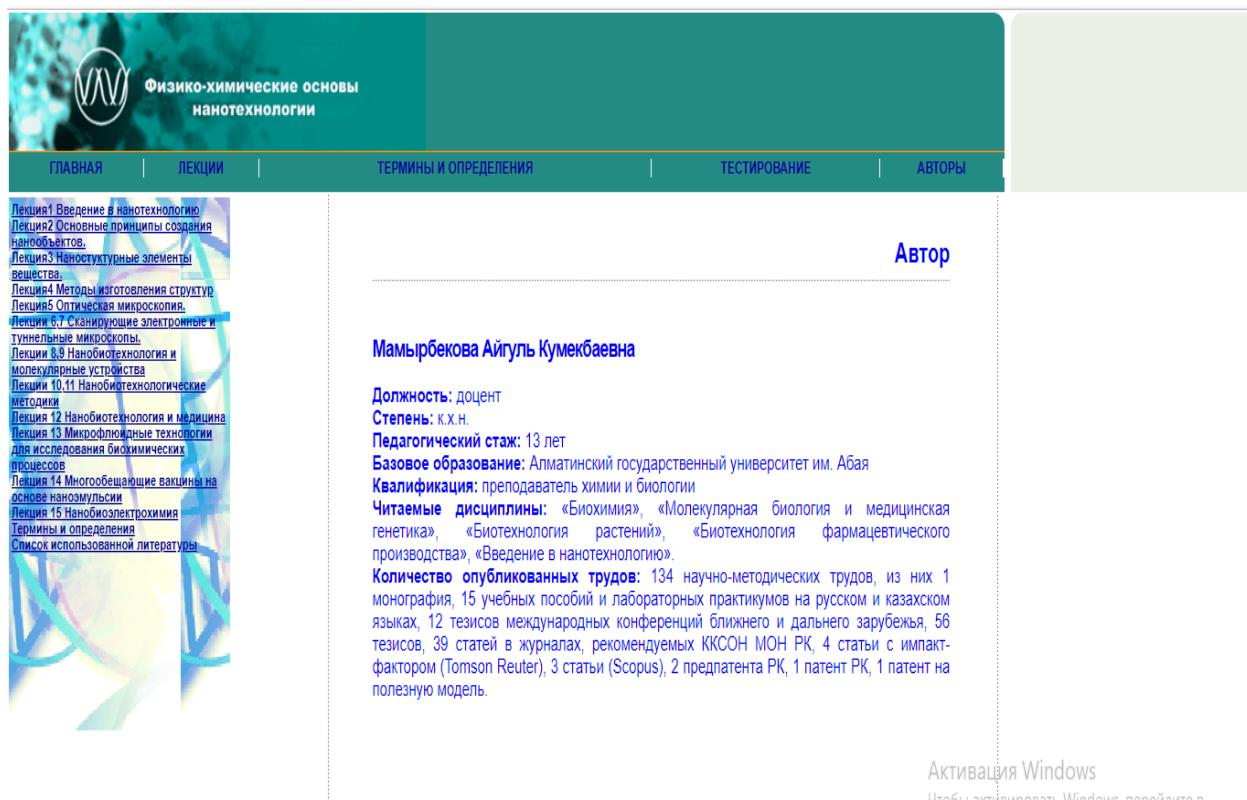 Физико-химические основы
нанотехнологии
ГЛАВНАЯ
ЛЕКЦИИ
ТЕРМИНЫ И ОПРЕДЕЛЕНИЯ
ТЕСТИРОВАНИЕ
АВТОРЫ
Лекция1 Введение в нанотехнологию
Лекция2 Основные принципы создания
нанообъектов.
Лекция3 Наностуктурные элементы
вещества.
Лекция4 Методы изготовления структур
Лекция5 Оптическая микроскопия.
Лекции 6,7 Сканирующие электронные и
туннельные микроскопы.
Лекции 8,9 Нанобиотехнология и
молекулярные устройства
Лекции 10,11 Нанобиотехнологические
методики
Лекция 12 Нанобиотехнология и медицина
Лекция 13 Микрофлюидные технологии
для исследования биохимических
процессов
Лекция 14 Многообещающие вакцины на
основе наноэмульсии
Лекция 15 Нанобиоэлектрохимия
Термины и определения
Список использованной литературы
Автор
Мамырбекова Айгуль Кумекбаевна
Должность: доцент
Степень: к.х.н.
Педагогический стаж: 13 лет
Базовое образование: Алматинский государственный университет им. Абая
Квалификация: преподаватель химии и биологии
Читаемые дисциплины: «Биохимия», «Молекулярная биология и медицинская
генетика», «Биотехнология растений», «Биотехнология фармацевтического
производства», «Введение в нанотехнологию».
Количество опубликованных трудов: 134 научно-методических трудов, из них 1
монография, 15 учебных пособий и лабораторных практикумов на русском и казахском
языках, 12 тезисов международных конференций ближнего и дальнего зарубежья, 56
тезисов, 39 статей в журналах, рекомендуемых ККСОН МОН РК, 4 статьи с импакт-
фактором (Tomson Reuter), 3 статьи (Scopus), 2 предпатента РК, 1 патент РК, 1 патент на
полезную модель.
Активация Windows
Чтобы активировать Windows, перейдите в